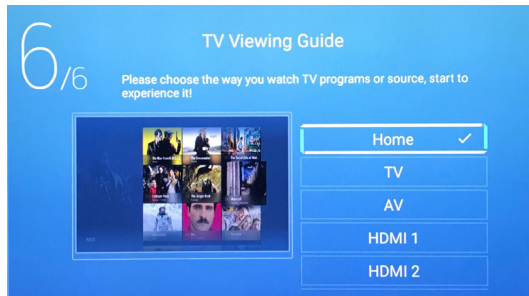 6/6
TV Viewing Guide
Please choose the way you watch TV programs or source, start to
experience it!
Home
TV
AV
HDMI 1
HDMI 2